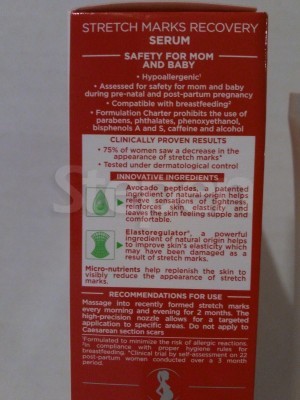 STRETCH MARKS RECOVERY
SERUM
SAFETY FOR MOM
AND BABY
• Hypoallergenic¹
• Assessed for safety for mom and baby
during pre-natal and post-partum pregnancy
• Compatible with breastfeeding²
• Formulation Charter prohibits the use of
parabens, phthalates, phenoxyethanol,
bisphenols A and S, caffeine and alcohol
CLINICALLY PROVEN RESULTS
• 75% of women saw a decrease in the
appearance of stretch marks*
• Tested under dermatological control
INNOVATIVE INGREDIENTS
Avocado peptides, a patented
ingredient of natural origin helps
relieve sensations of tightness,
reinforces skin elasticity and
leaves the skin feeling supple and
comfortable.
Elastoregulator®, a powerful
ingredient of natural origin helps
to improve skin's elasticity which
may have been damaged as a
result of stretch marks.
Micro-nutrients help replenish the skin to
visibly reduce the appearance of stretch
marks.
RECOMMENDATIONS FOR USE
Massage into recently formed stretch marks
every morning and evening for 2 months. The
high-precision nozzle allows for a targeted
application to specific areas. Do not apply to
Caesarean section scars
¹Formulated to minimize the risk of allergic reactions.
²In compliance with proper hygiene rules for
breastfeeding. *Clinical trial by self-assessment on 22
post-partum woman conducted over a 3 month
period.